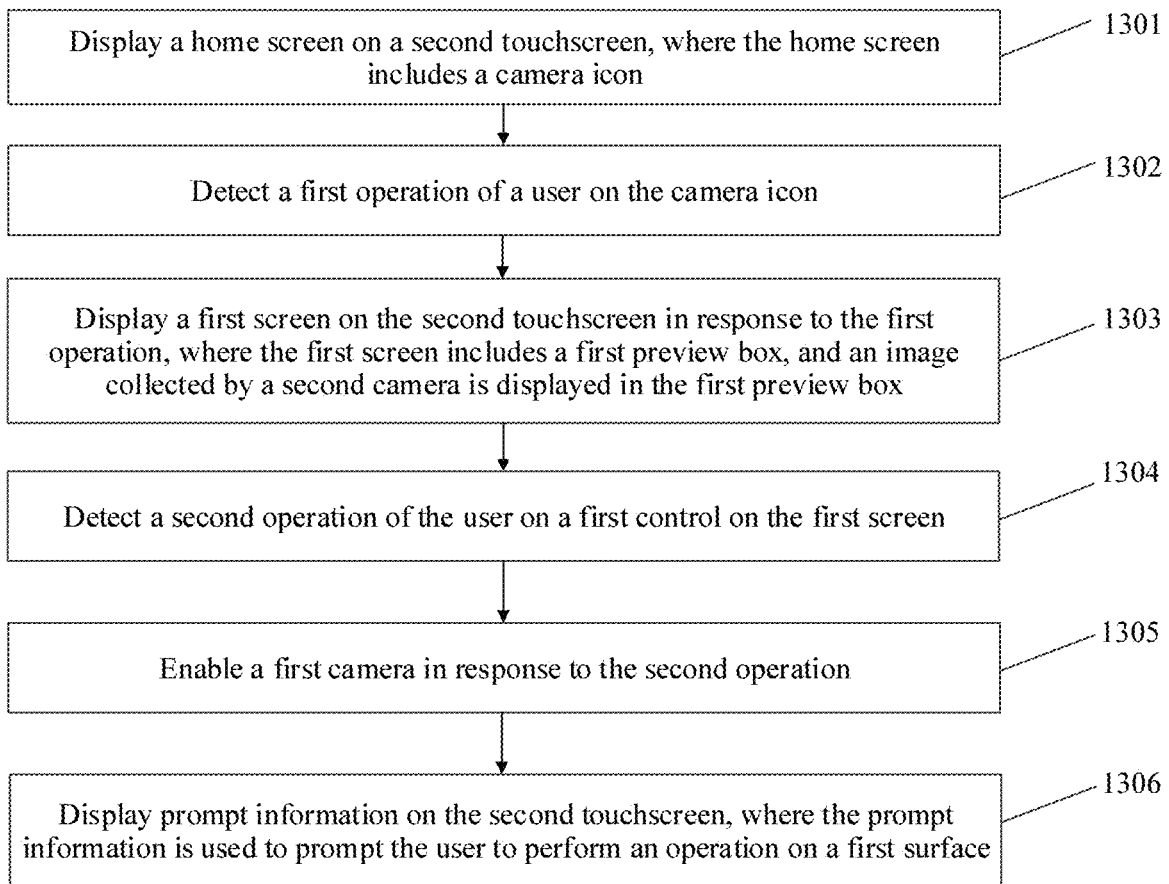 Display a home screen on a second touchscreen, where the home screen
includes a camera icon
1301
Detect a first operation of a user on the camera icon
1302
Display a first screen on the second touchscreen in response to the first
operation, where the first screen includes a first preview box, and an image
collected by a second camera is displayed in the first preview box
1303
Detect a second operation of the user on a first control on the first screen
1304
Enable a first camera in response to the second operation
1305
Display prompt information on the second touchscreen, where the prompt
information is used to prompt the user to perform an operation on a first surface
1306